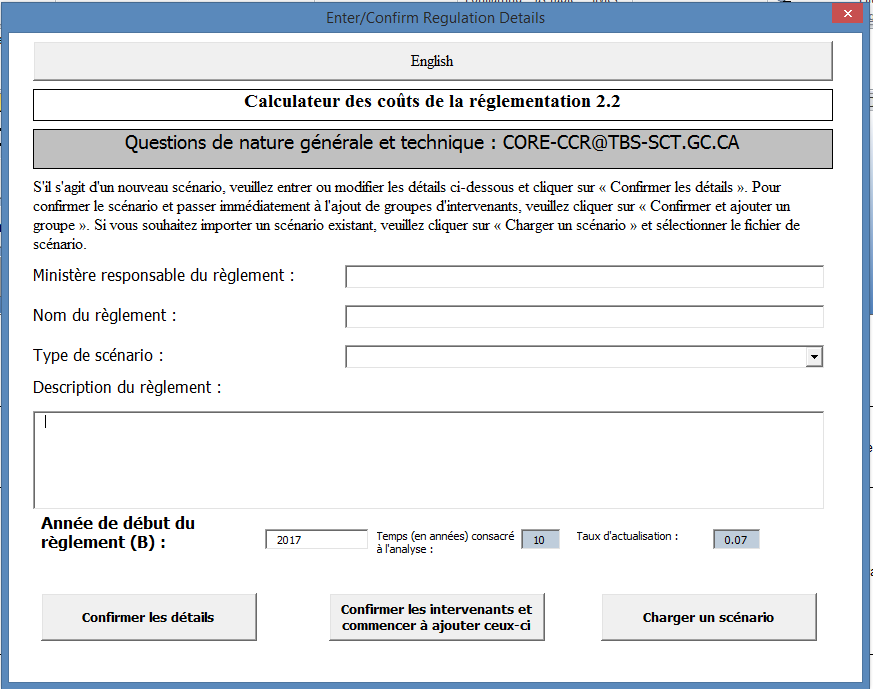 Enter/Confirm Regulation Details
English
Calculateur des coûts de la réglementation 2.2
Questions de nature générale et technique : CORE-CCR@TBS-SCT.GC.CA
S'il s'agit d'un nouveau scénario, veuillez entrer ou modifier les détails ci-dessous et cliquer sur « Confirmer les détails ». Pour
confirmer le scénario et passer immédiatement à l'ajout de groupes d'intervenants, veuillez cliquer sur « Confirmer et ajouter un
groupe ». Si vous souhaitez importer un scénario existant, veuillez cliquer sur « Charger un scénario » et sélectionner le fichier de
scénario.
Ministère responsable du règlement :
Nom du règlement :
Type de scénario :
Description du règlement :
Année de début du
règlement (B) :
2017
Temps (en années) consacré
à l'analyse :
10
Taux d'actualisation :
0.07
Confirmer les détails
Confirmer les intervenants et
commencer à ajouter ceux-ci
Charger un scénario